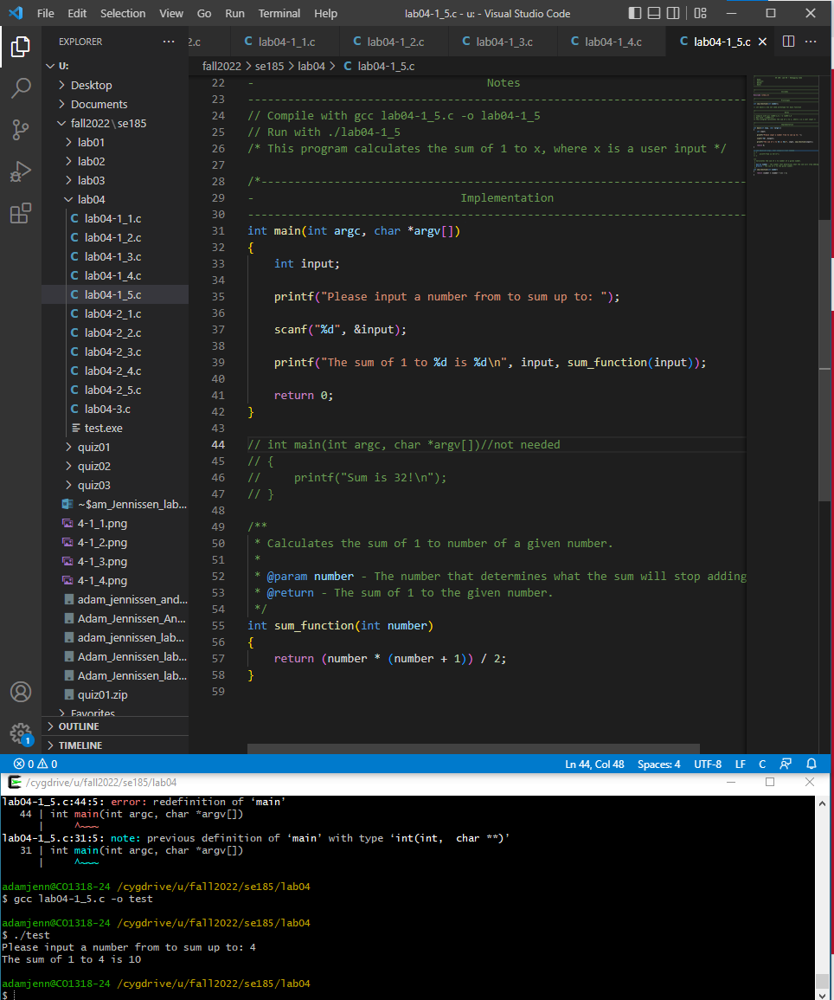 File Edit Selection View Go Run Terminal Help lab04-1_5.c - u: - Visual Studio Code
EXPLORER ··· 2.c lab04-1_1.c lab04-1_2.c lab04-1_3.c lab04-1_4.c lab04-1_5.c
fall2022 > se185 > lab04 > C lab04-1_5.c
U:
Desktop
Documents
fall2022\se185
lab01
lab02
lab03
lab04
C lab04-1_1.c
C lab04-1_2.c
C lab04-1_3.c
C lab04-1_4.c
C lab04-1_5.c
C lab04-2_1.c
C lab04-2_2.c
C lab04-2_3.c
C lab04-2_4.c
C lab04-2_5.c
C lab04-3.c
test.exe
quiz01
quiz02
quiz03
~$am_Jennissen_lab...
4-1_1.png
4-1_2.png
4-1_3.png
4-1_4.png
adam_jennissen_and...
Adam_Jennissen_An...
adam_jennissen_lab...
Adam_Jennissen_lab...
Adam_Jennissen_lab...
quiz01.zip
Favorites
OUTLINE
TIMELINE
1
22 - Notes
23 -----------------------------------------------------------------------------
24 // Compile with gcc lab04-1_5.c -o lab04-1_5
25 // Run with ./lab04-1_5
26 /* This program calculates the sum of 1 to x, where x is a user input */
27
28 /*---------------------------------------------------------------------------
29 - Implementation
30 -----------------------------------------------------------------------------
31 int main(int argc, char *argv[])
32 {
33 int input;
34
35 printf("Please input a number from to sum up to: ");
36
37 scanf("%d", &input);
38
39 printf("The sum of 1 to %d is %d\n", input, sum_function(input));
40
41 return 0;
42 }
43
44 // int main(int argc, char *argv[])//not needed
45 // {
46 // printf("Sum is 32!\n");
47 // }
48
49 /**
50 * Calculates the sum of 1 to number of a given number.
51 *
52 * @param number - The number that determines what the sum will stop adding
53 * @return - The sum of 1 to the given number.
54 */
55 int sum_function(int number)
56 {
57 return (number * (number + 1)) / 2;
58 }
59
0 0 Ln 44, Col 48 Spaces: 4 UTF-8 LF C
/cygdrive/u/fall2022/se185/lab04
lab04-1_5.c:44:5: error: redefinition of ‘main’
44 | int main(int argc, char *argv[])
| ^~~~
lab04-1_5.c:31:5: note: previous definition of ‘main’ with type ‘int(int,  char **)’
31 | int main(int argc, char *argv[])
| ^~~~
adamjenn@CO1318-24 /cygdrive/u/fall2022/se185/lab04
$ gcc lab04-1_5.c -o test
adamjenn@CO1318-24 /cygdrive/u/fall2022/se185/lab04
$ ./test
Please input a number from to sum up to: 4
The sum of 1 to 4 is 10
adamjenn@CO1318-24 /cygdrive/u/fall2022/se185/lab04
$